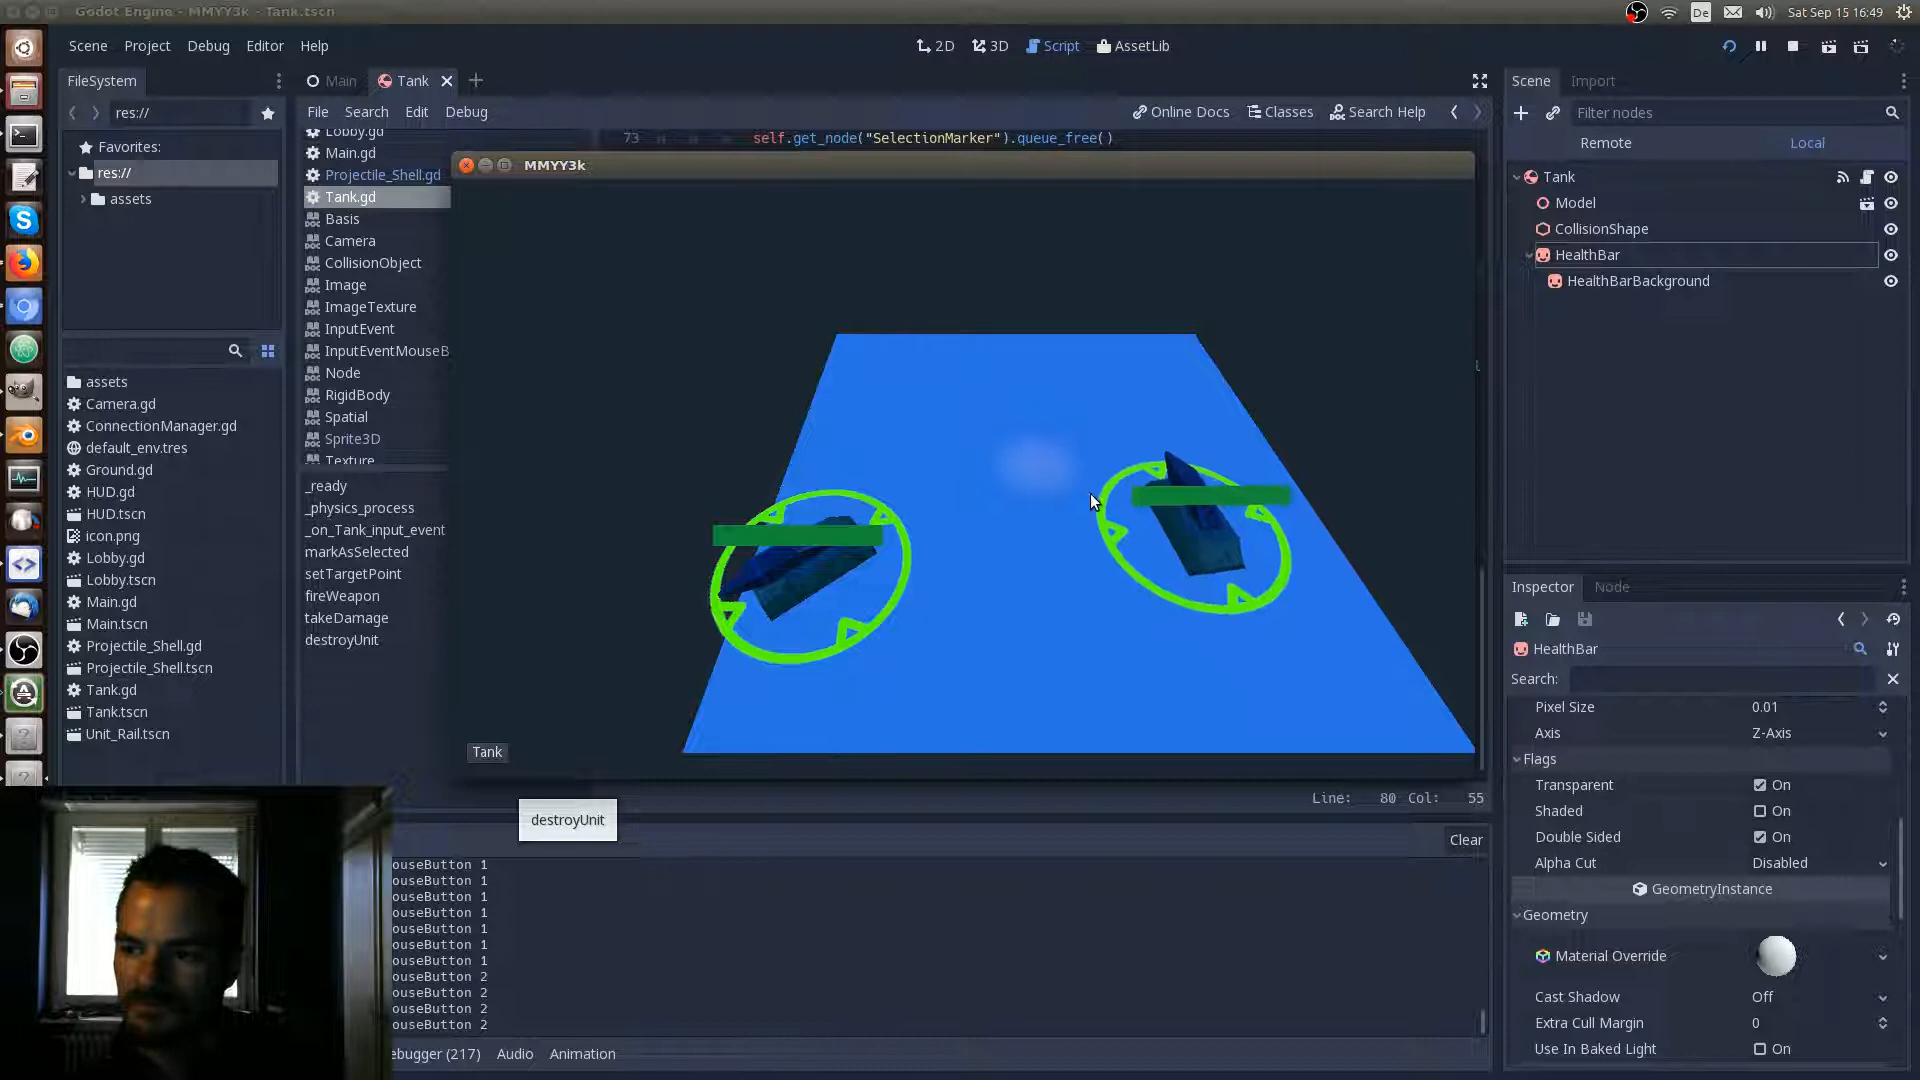 Godot Engine - MMYY3k - Tank.tscn
De
Sat Sep 15 16:49
Scene Project Debug Editor Help
2D 3D Script AssetLib
FileSystem
Main Tank
Scene Import
res://
File Search Edit Debug
Online Docs Classes Search Help
Filter nodes
Favorites:
res://
assets
Lobby.gd
Main.gd
Projectile_Shell.gd
Tank.gd
Basis
Camera
CollisionObject
Image
ImageTexture
InputEvent
InputEventMouseB
Node
RigidBody
Spatial
Sprite3D
Texture
73 self.get_node("SelectionMarker").queue_free()
MMYY3k
Remote Local
Tank
Model
CollisionShape
HealthBar
HealthBarBackground
assets
Camera.gd
ConnectionManager.gd
default_env.tres
Ground.gd
HUD.gd
HUD.tscn
icon.png
Lobby.gd
Lobby.tscn
Main.gd
Main.tscn
Projectile_Shell.gd
Projectile_Shell.tscn
Tank.gd
Tank.tscn
Unit_Rail.tscn
_ready
_physics_process
_on_Tank_input_event
markAsSelected
setTargetPoint
fireWeapon
takeDamage
destroyUnit
Tank
Line: 80 Col: 55
destroyUnit
Clear
ouseButton 1
ouseButton 1
ouseButton 1
ouseButton 1
ouseButton 1
ouseButton 1
ouseButton 1
ouseButton 2
ouseButton 2
ouseButton 2
ouseButton 2
ebugger (217) Audio Animation
Inspector Node
HealthBar
Search:
Pixel Size 0.01
Axis Z-Axis
Flags
Transparent On
Shaded On
Double Sided On
Alpha Cut Disabled
GeometryInstance
Geometry
Material Override
Cast Shadow Off
Extra Cull Margin 0
Use In Baked Light On